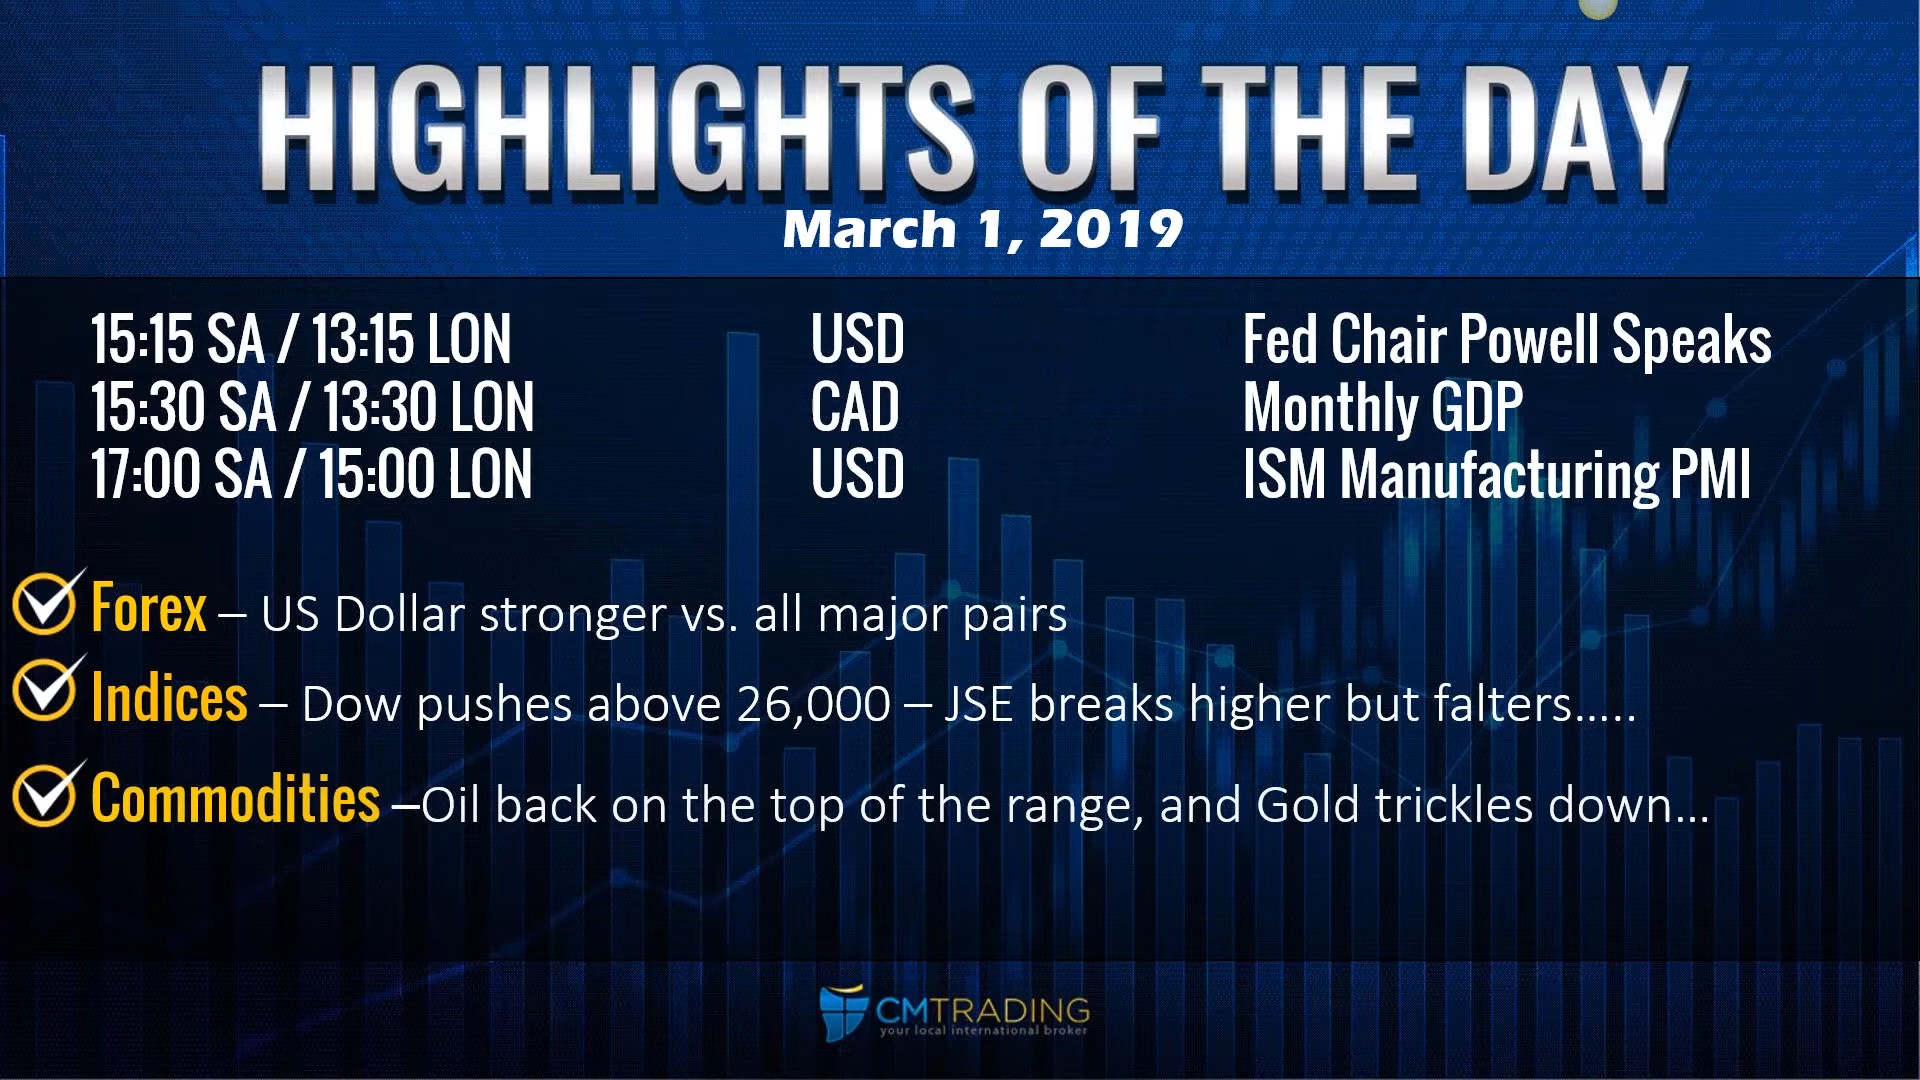 HIGHLIGHTS OF THE DAY
March 1, 2019
15:15 SA / 13:15 LON USD Fed Chair Powell Speaks
15:30 SA / 13:30 LON CAD Monthly GDP
17:00 SA / 15:00 LON USD ISM Manufacturing PMI
Forex – US Dollar stronger vs. all major pairs
Indices – Dow pushes above 26,000 – JSE breaks higher but falters.....
Commodities –Oil back on the top of the range, and Gold trickles down...
CMTRADING
your local international broker